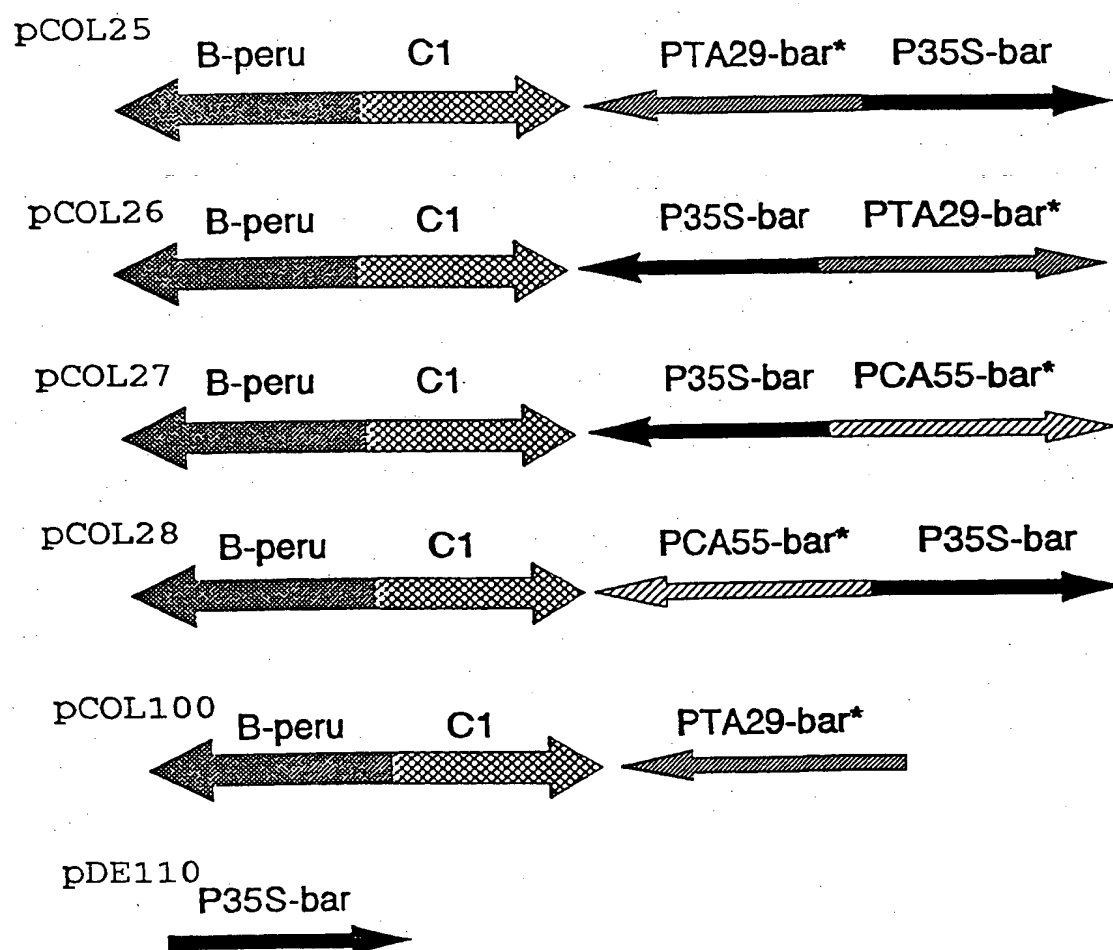 pCOL25
B-peru C1 PTA29-bar* P35S-bar
pCOL26
B-peru C1 P35S-bar PTA29-bar*
pCOL27
B-peru C1 P35S-bar PCA55-bar*
pCOL28
B-peru C1 PCA55-bar* P35S-bar
pCOL100
B-peru C1 PTA29-bar*
pDE110
P35S-bar